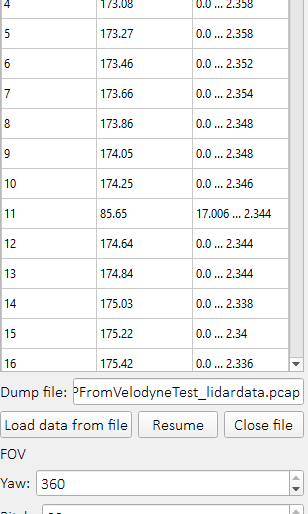 4 173.08 0.0 ... 2.358
5 173.27 0.0 ... 2.358
6 173.46 0.0 ... 2.352
7 173.66 0.0 ... 2.354
8 173.86 0.0 ... 2.348
9 174.05 0.0 ... 2.348
10 174.25 0.0 ... 2.346
11 85.65 17.006 ... 2.344
12 174.64 0.0 ... 2.344
13 174.84 0.0 ... 2.344
14 175.03 0.0 ... 2.338
15 175.22 0.0 ... 2.34
16 175.42 0.0 ... 2.336
Dump file: PFromVelodyneTest_lidardata.pcap
Load data from file Resume Close file
FOV
Yaw: 360